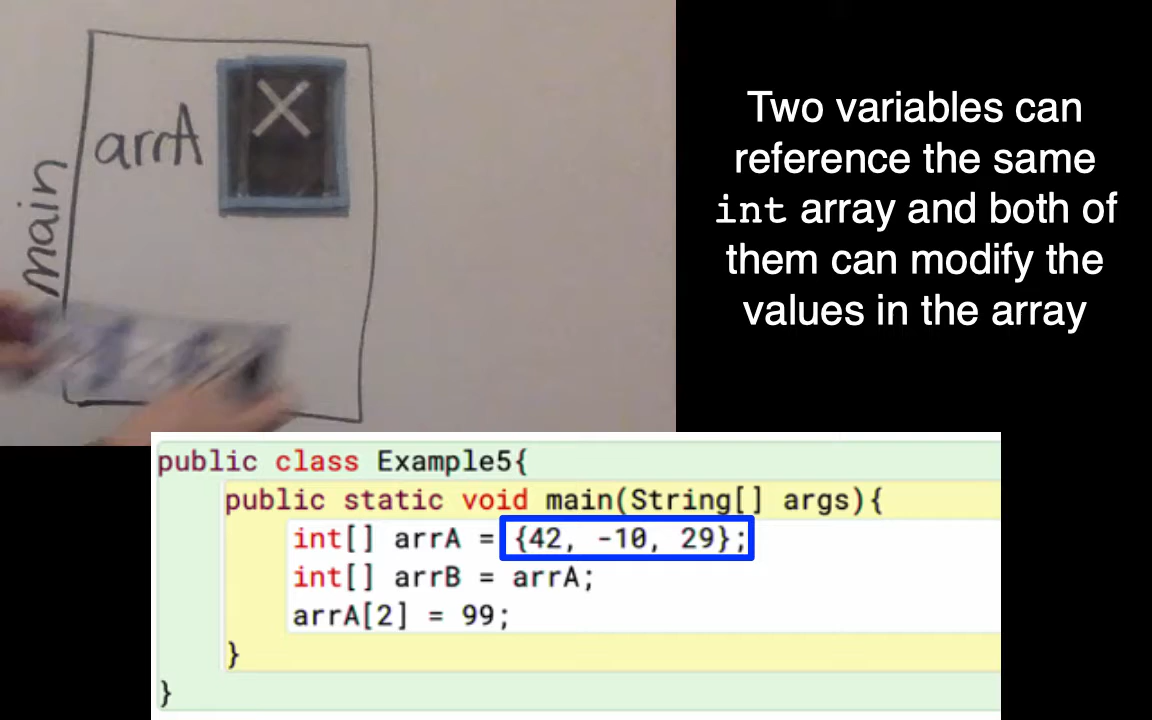 main
arrA
Two variables can
reference the same
int array and both of
them can modify the
values in the array
public class Example5{
public static void main(String[] args){
int[] arrA = {42, -10, 29};
int[] arrB = arrA;
arrA[2] = 99;
}
}